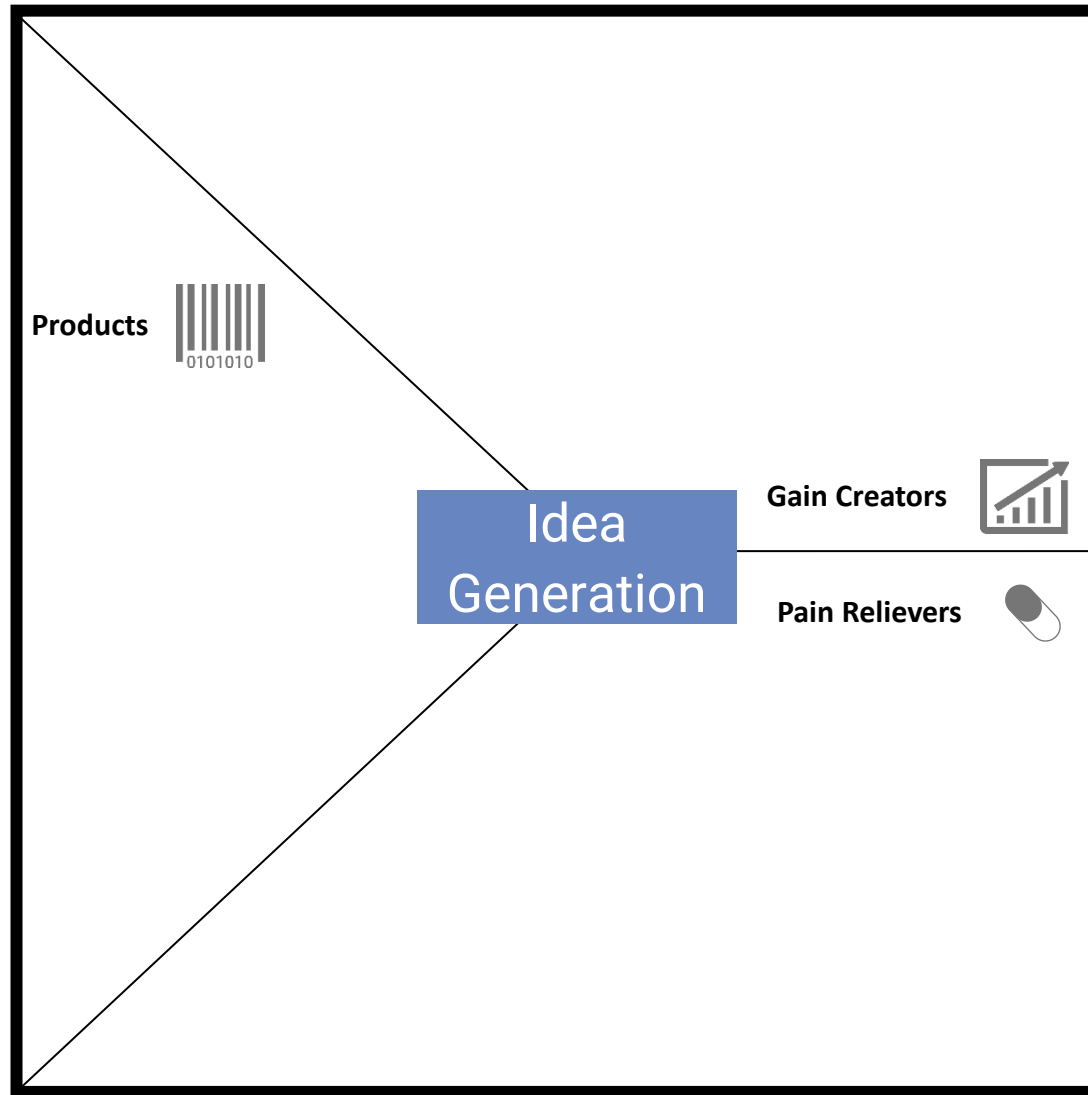 Products
0101010
Idea
Generation
Gain Creators
Pain Relievers